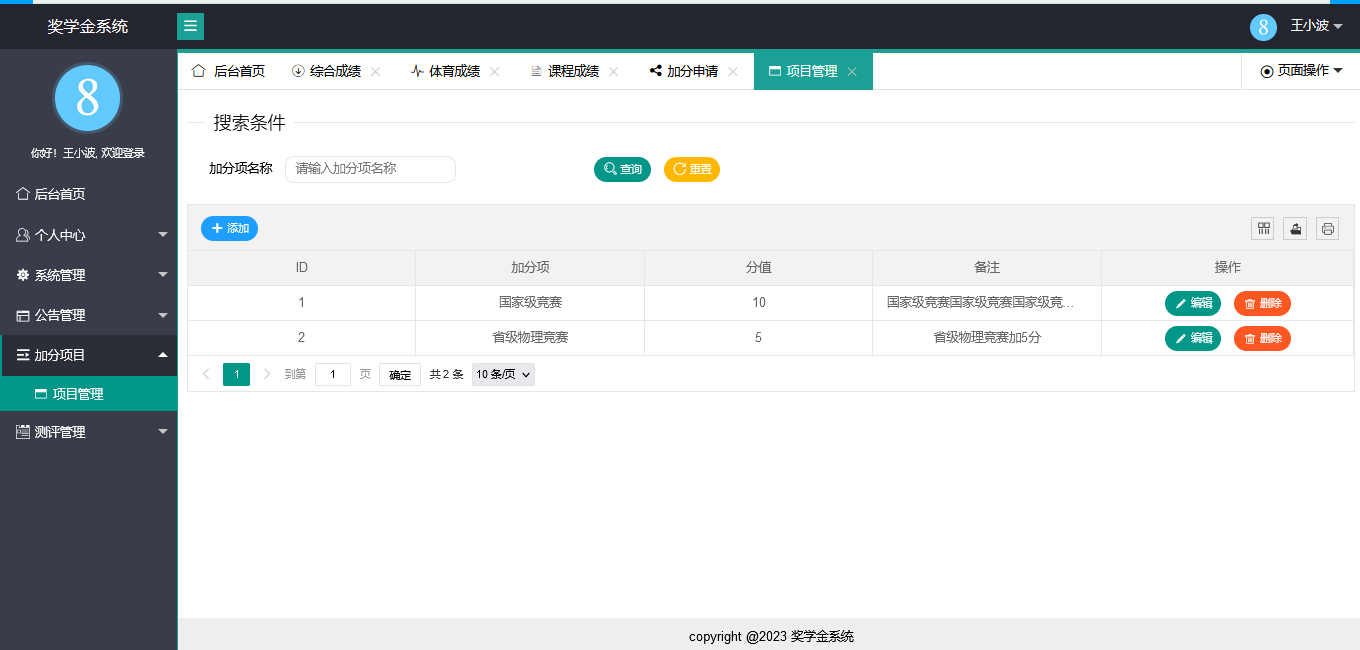 奖学金系统
王小波
8
8
你好！王小波, 欢迎登录
后台首页
个人中心
系统管理
公告管理
加分项目
项目管理
测评管理
后台首页 综合成绩 体育成绩 课程成绩 加分申请 项目管理 页面操作
搜索条件
加分项名称 请输入加分项名称 查询 重置
添加
ID 加分项 分值 备注 操作
1 国家级竞赛 10 国家级竞赛国家级竞赛国家级竞… 编辑 删除
2 省级物理竞赛 5 省级物理竞赛加5分 编辑 删除
1 到第 1 页 确定 共 2 条 10 条/页
copyright @2023 奖学金系统